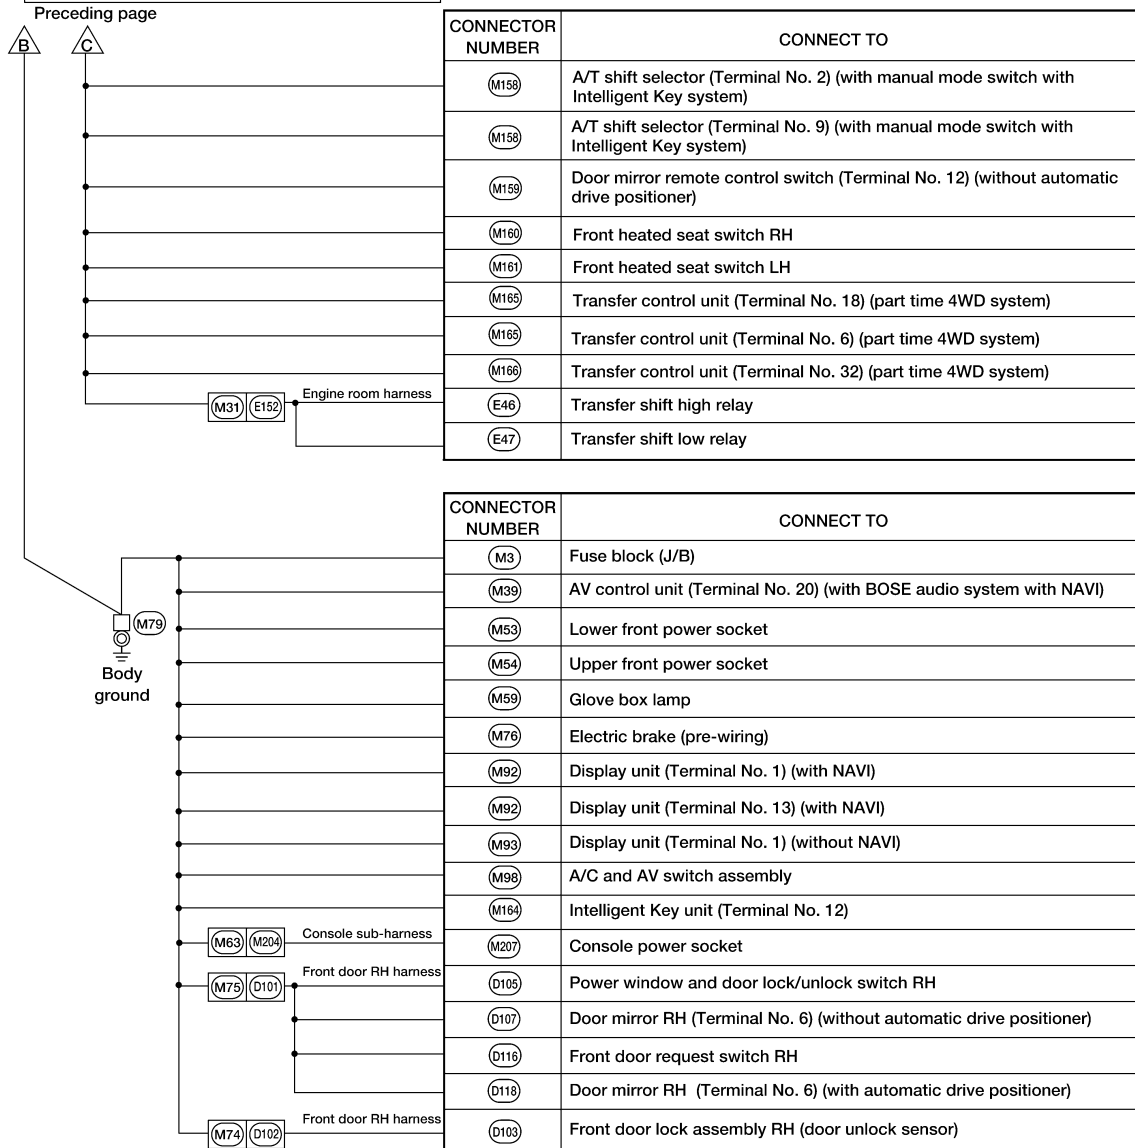 Preceding page
B
C
CONNECTOR NUMBER
CONNECT TO
M158
A/T shift selector (Terminal No. 2) (with manual mode switch with
Intelligent Key system)
M158
A/T shift selector (Terminal No. 9) (with manual mode switch with
Intelligent Key system)
M159
Door mirror remote control switch (Terminal No. 12) (without automatic
drive positioner)
M160
Front heated seat switch RH
M161
Front heated seat switch LH
M165
Transfer control unit (Terminal No. 18) (part time 4WD system)
M165
Transfer control unit (Terminal No. 6) (part time 4WD system)
M166
Transfer control unit (Terminal No. 32) (part time 4WD system)
M31 E152
Engine room harness
E46
Transfer shift high relay
E47
Transfer shift low relay
CONNECTOR NUMBER
CONNECT TO
M3
Fuse block (J/B)
M39
AV control unit (Terminal No. 20) (with BOSE audio system with NAVI)
M79
Body
ground
M53
Lower front power socket
M54
Upper front power socket
M59
Glove box lamp
M76
Electric brake (pre-wiring)
M92
Display unit (Terminal No. 1) (with NAVI)
M92
Display unit (Terminal No. 13) (with NAVI)
M93
Display unit (Terminal No. 1) (without NAVI)
M98
A/C and AV switch assembly
M164
Intelligent Key unit (Terminal No. 12)
M63 M204
Console sub-harness
M207
Console power socket
M75 D101
Front door RH harness
D105
Power window and door lock/unlock switch RH
D107
Door mirror RH (Terminal No. 6) (without automatic drive positioner)
D116
Front door request switch RH
D118
Door mirror RH (Terminal No. 6) (with automatic drive positioner)
M74 D102
Front door RH harness
D103
Front door lock assembly RH (door unlock sensor)